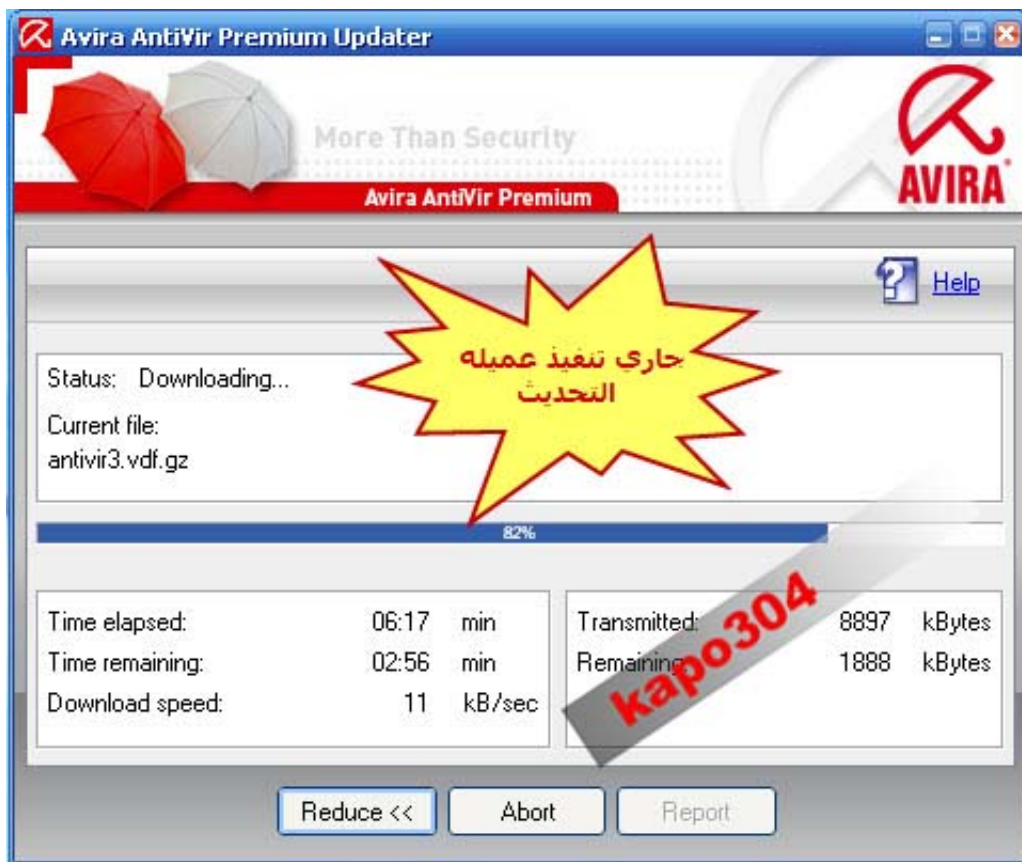 Avira AntiVir Premium Updater
More Than Security
Avira AntiVir Premium
AVIRA
Help
جاري تنفيذ عميله
التحديث
Status: Downloading...
Current file:
antivir3.vdf.gz
82%
Time elapsed: 06:17 min
Time remaining: 02:56 min
Download speed: 11 kB/sec
Transmitted: 8897 kBytes
Remaining 1888 kBytes
kapo304
Reduce <<
Abort
Report